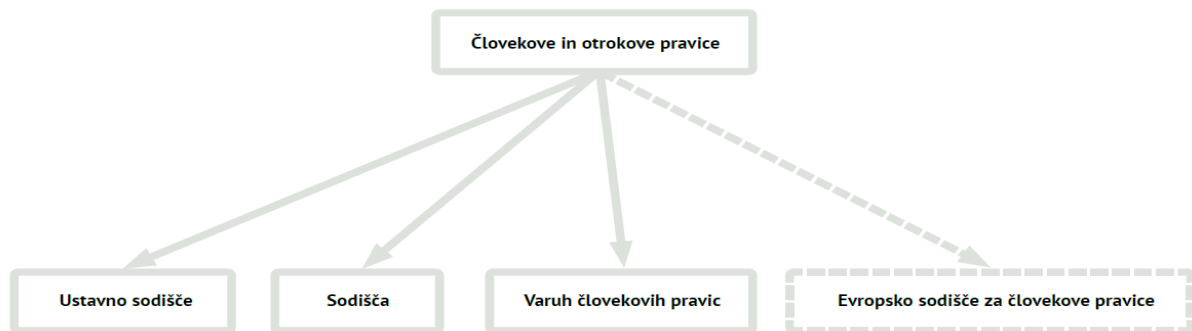 Človekove in otrokove pravice
Ustavno sodišče
Sodišča
Varuh človekovih pravic
Evropsko sodišče za človekove pravice